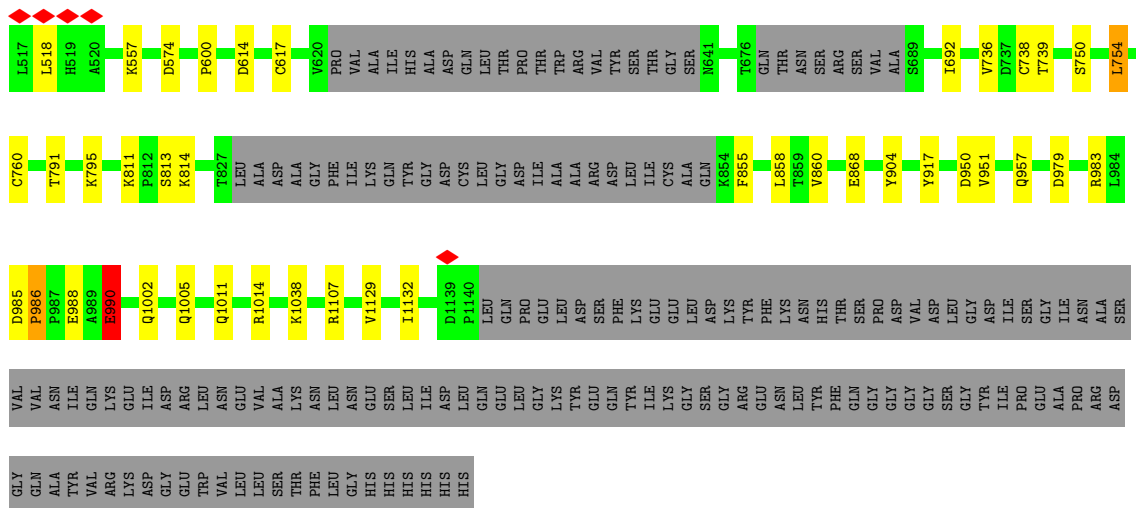 L517 L518 H519 A520 K557 D574 P600 D614 C617 V620 PRO VAL ALA ILE HIS ALA ASP GLN LEU THR PRO THR TRP ARG VAL TYR SER THR GLY SER N641 T676 GLN THR ASN SER ARG SER VAL ALA S689 I692 V736 D737 C738 T739 S750 L754
C760 T791 K795 K811 P812 S813 K814 T827 LEU ALA ASP ALA GLY PHE ILE LYS GLN TYR GLY ASP CYS LEU GLY ASP ILE ALA ALA ARG ASP LEU ILE CYS ALA GLN K854 F855 L858 T859 V860 E868 Y904 Y917 D950 V951 Q957 D979 R983 L984
D985 P986 P987 E988 A989 E990 Q1002 Q1005 Q1011 R1014 K1038 R1107 V1129 I1132 D1139 P1140 LEU GLN PRO GLU LEU ASP SER PHE LYS GLU GLU LEU ASP LYS TYR PHE LYS ASN HIS THR SER PRO ASP VAL ASP LEU GLY ASP ILE SER GLY ILE ASN ALA SER
VAL VAL ASN ILE GLN LYS GLU ILE ASP ARG LEU ASN GLU VAL ALA LYS ASN LEU ASN GLU SER LEU ILE ASP LEU GLN GLU LEU GLY LYS TYR GLU GLN TYR ILE LYS GLY SER GLY ARG GLU ASN LEU TYR PHE GLN GLY GLY GLY GLY SER GLY TYR ILE PRO GLU ALA PRO ARG ASP
GLY GLN ALA TYR VAL ARG LYS ASP GLY GLU TRP VAL LEU LEU SER THR PHE LEU GLY HIS HIS HIS HIS HIS HIS